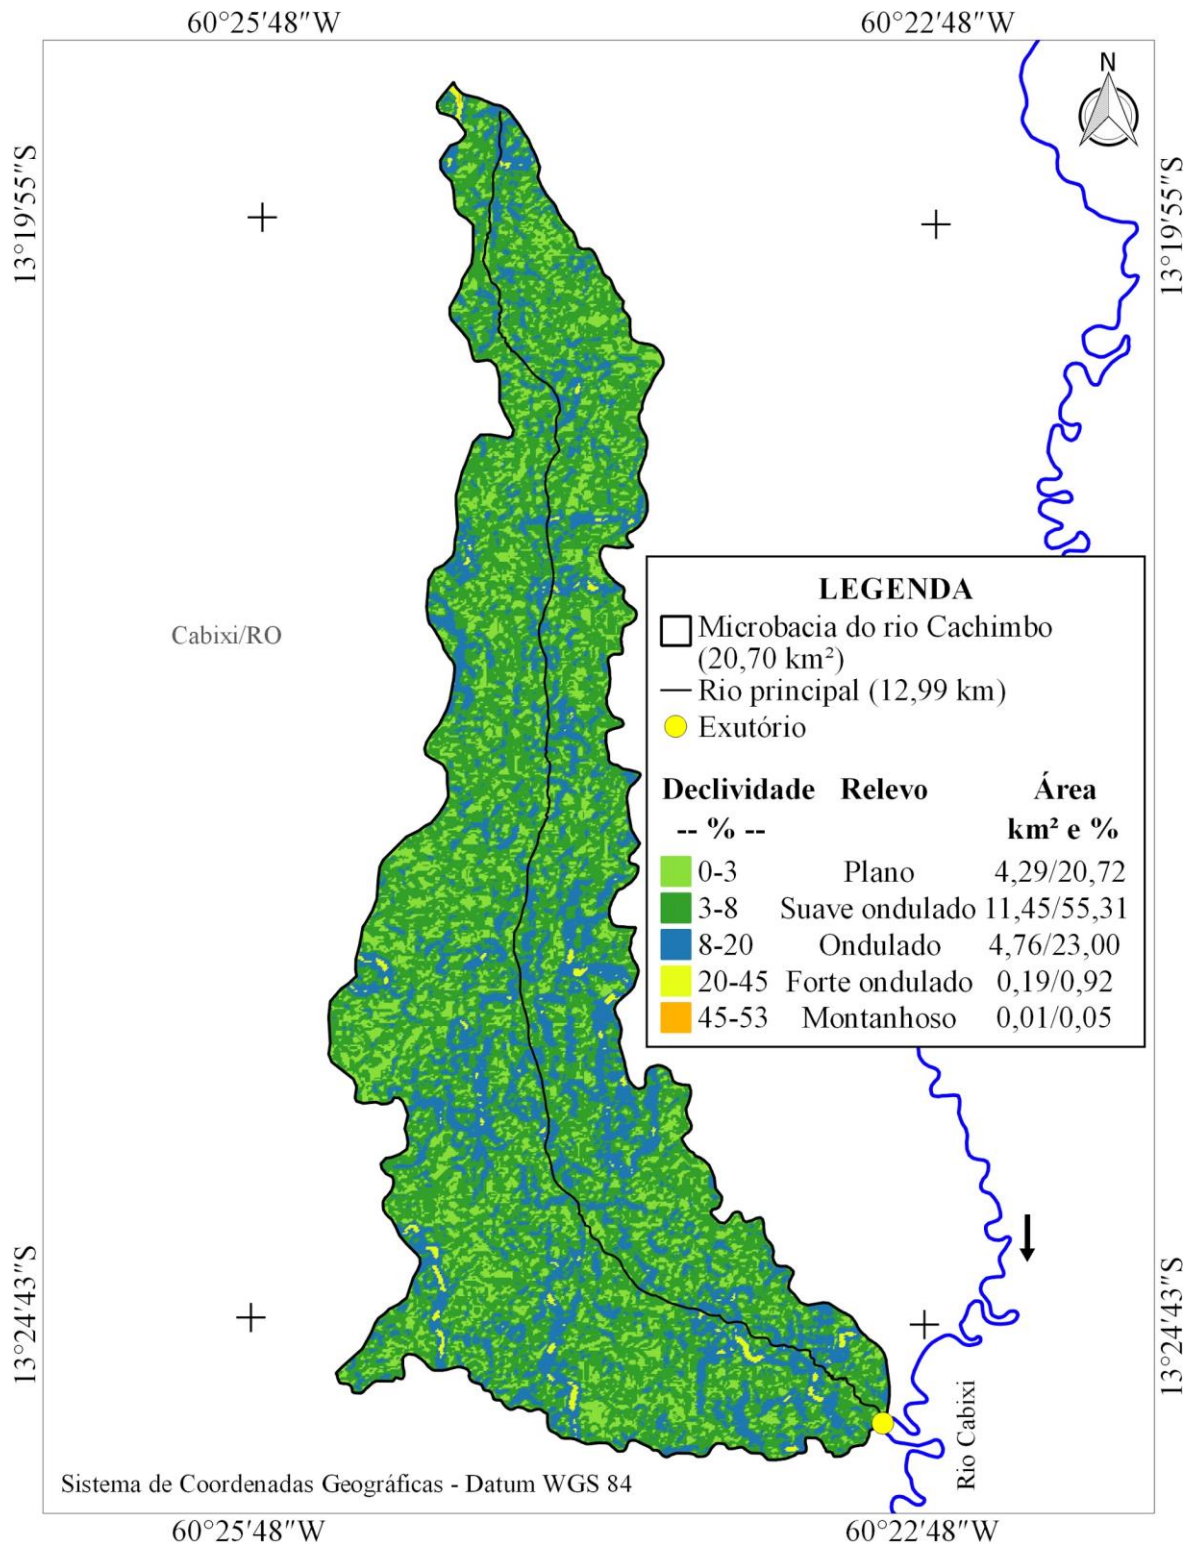 60°25'48"W
60°22'48"W
N
13°19'55"S
13°19'55"S
Cabixi/RO
LEGENDA
Microbacia do rio Cachimbo
(20,70 km²)
Rio principal (12,99 km)
Exutório
Declividade Relevo Área
-- % -- km² e %
0-3 Plano 4,29/20,72
3-8 Suave ondulado 11,45/55,31
8-20 Ondulado 4,76/23,00
20-45 Forte ondulado 0,19/0,92
45-53 Montanhoso 0,01/0,05
13°24'43"S
13°24'43"S
Rio Cabixi
Sistema de Coordenadas Geográficas - Datum WGS 84
60°25'48"W
60°22'48"W